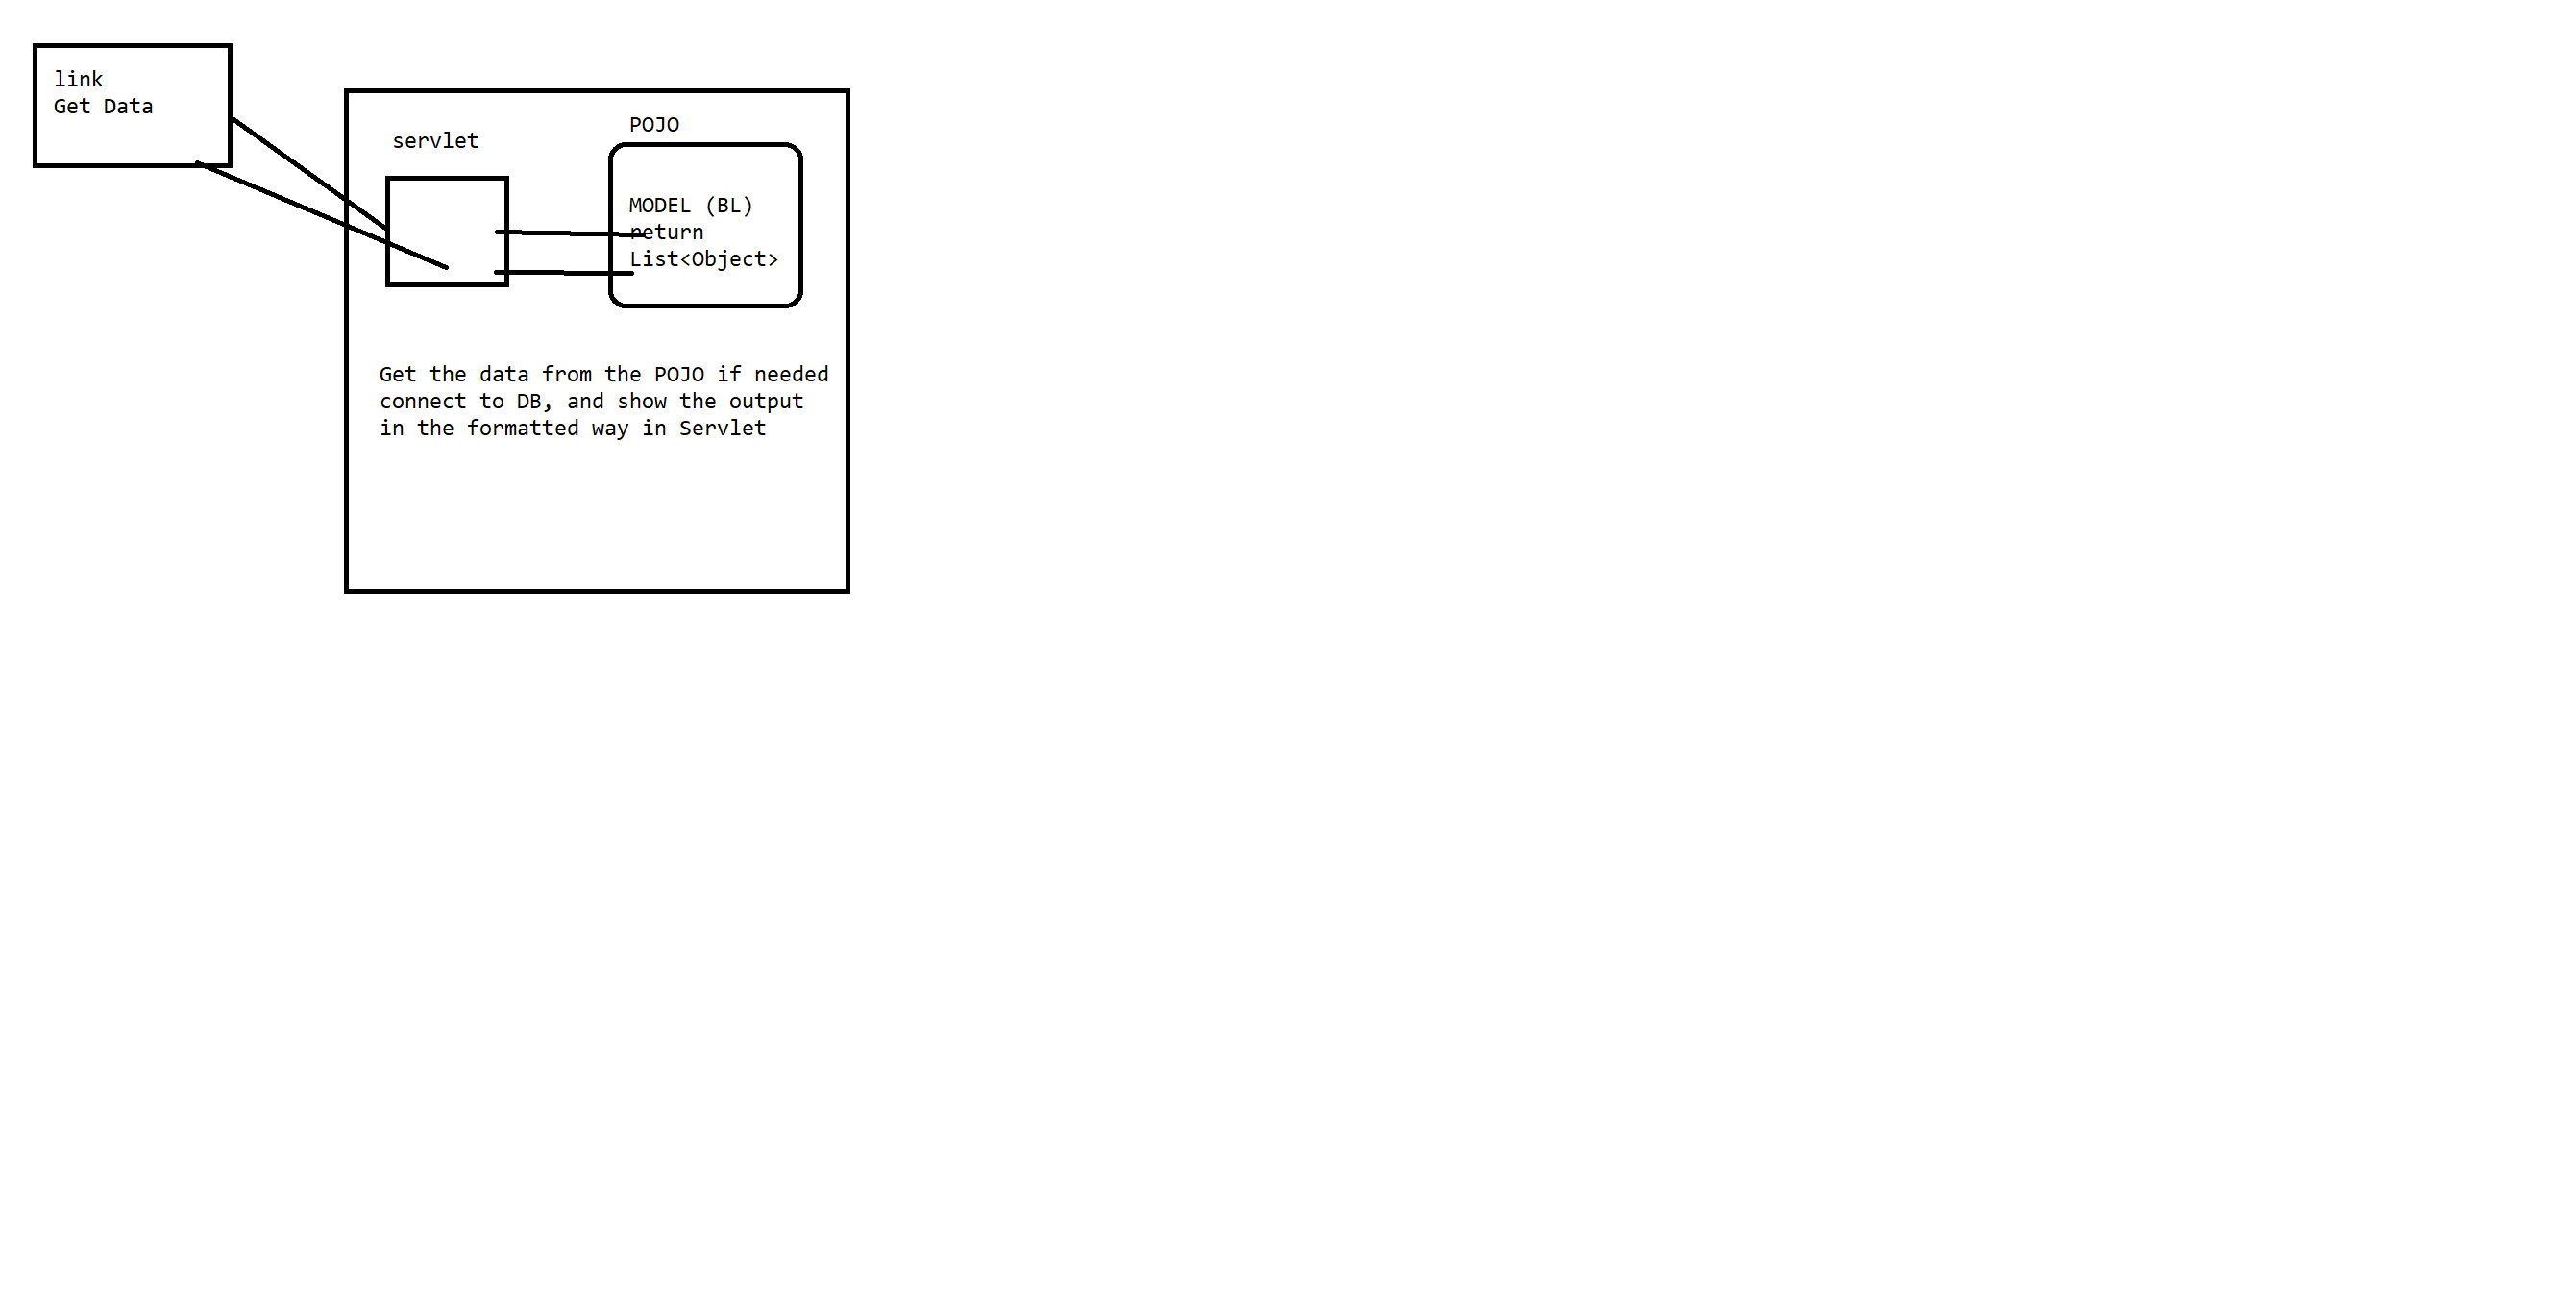 link
Get Data
servlet
POJO
MODEL (BL)
return
List<Object>
Get the data from the POJO if needed
connect to DB, and show the output
in the formatted way in Servlet